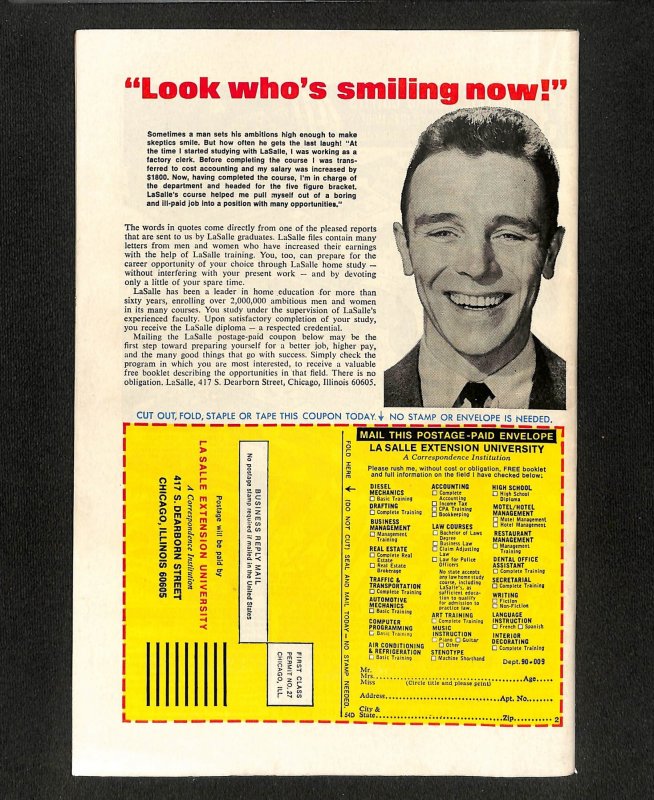 “Look who’s smiling now!”
Sometimes a man sets his ambitions high enough to make
skeptics smile. But how often he gets the last laugh! “At
the time I started studying with LaSalle, I was working as a
factory clerk. Before completing the course I was trans-
ferred to cost accounting and my salary was increased by
$1800. Now, having completed the course, I’m in charge of
the department and headed for the five figure bracket.
LaSalle’s course helped me pull myself out of a boring
and ill-paid job into a position with many opportunities.”
The words in quotes come directly from one of the pleased reports
that are sent to us by LaSalle graduates. LaSalle files contain many
letters from men and women who have increased their earnings
with the help of LaSalle training. You, too, can prepare for the
career opportunity of your choice through LaSalle home study —
without interfering with your present work — and by devoting
only a little of your spare time.
LaSalle has been a leader in home education for more than
sixty years, enrolling over 2,000,000 ambitious men and women
in its many courses. You study under the supervision of LaSalle’s
experienced faculty. Upon satisfactory completion of your study,
you receive the LaSalle diploma — a respected credential.
Mailing the LaSalle postage-paid coupon below may be the
first step toward preparing yourself for a better job, higher pay,
and the many good things that go with success. Simply check the
program in which you are most interested, to receive a valuable
free booklet describing the opportunities in that field. There is no
obligation. LaSalle, 417 S. Dearborn Street, Chicago, Illinois 60605.
CUT OUT, FOLD, STAPLE OR TAPE THIS COUPON TODAY. ↓ NO STAMP OR ENVELOPE IS NEEDED.
FIRST CLASS
PERMIT NO. 27
CHICAGO, ILL.
BUSINESS REPLY MAIL
No postage stamp required if mailed in the United States
Postage will be paid by
LA SALLE EXTENSION UNIVERSITY
A Correspondence Institution
417 S. DEARBORN STREET
CHICAGO, ILLINOIS 60605
FOLD HERE ↓ (DO NOT CUT) SEAL AND MAIL TODAY — NO STAMP NEEDED.
54D
MAIL THIS POSTAGE-PAID ENVELOPE
LA SALLE EXTENSION UNIVERSITY
A Correspondence Institution
Please rush me, without cost or obligation, FREE booklet
and full information on the field I have checked below:
DIESEL
MECHANICS
☐ Basic Training
DRAFTING
☐ Complete Training
BUSINESS
MANAGEMENT
☐ Management
Training
REAL ESTATE
☐ Complete Real
Estate
☐ Real Estate
Brokerage
TRAFFIC &
TRANSPORTATION
☐ Complete Training
AUTOMOTIVE
MECHANICS
☐ Basic Training
COMPUTER
PROGRAMMING
☐ Basic Training
AIR CONDITIONING
& REFRIGERATION
☐ Basic Training
ACCOUNTING
☐ Complete
Accounting
☐ Income Tax
☐ CPA Training
☐ Bookkeeping
LAW COURSES
☐ Bachelor of Laws
Degree
☐ Business Law
☐ Claim Adjusting
Law
☐ Law for Police
Officers
No state accepts
any law home study
course, including
LaSalle’s, as
sufficient educa-
tion to qualify
for admission to
practice law.
ART TRAINING
☐ Complete Training
MUSIC
INSTRUCTION
☐ Piano ☐ Guitar
☐ Other
STENOTYPE
☐ Machine Shorthand
HIGH SCHOOL
☐ High School
Diploma
MOTEL/HOTEL
MANAGEMENT
☐ Motel Management
☐ Hotel Management
RESTAURANT
MANAGEMENT
☐ Management
Training
DENTAL OFFICE
ASSISTANT
☐ Complete Training
SECRETARIAL
☐ Complete Training
WRITING
☐ Fiction
☐ Non-Fiction
LANGUAGE
INSTRUCTION
☐ French ☐ Spanish
INTERIOR
DECORATING
☐ Complete Training
Dept. 90-009
Mr.
Mrs. Age
Miss (Circle title and please print)
Address Apt. No.
City &
State Zip 2